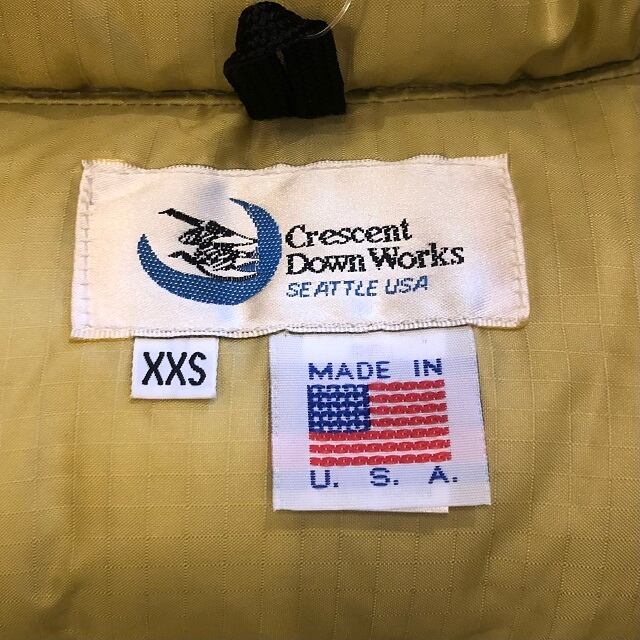 Crescent
Down Works
SEATTLE USA
XXS
MADE IN
U. S. A.